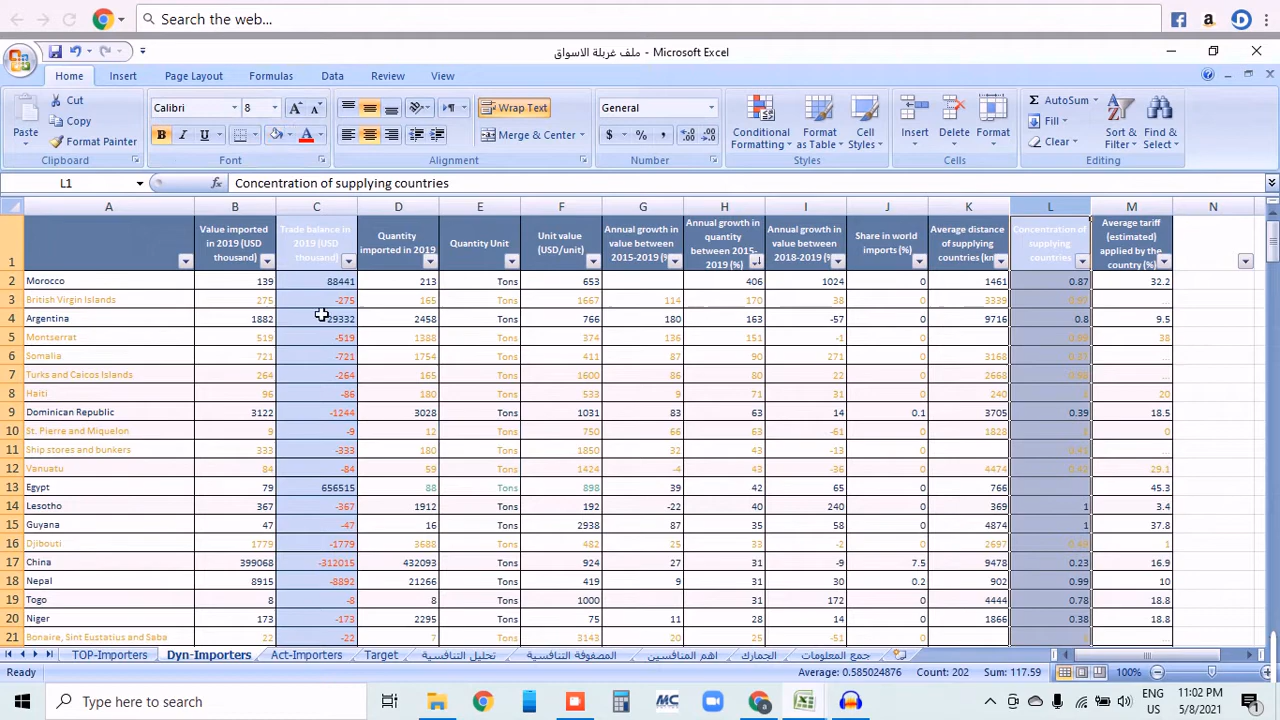 Search the web...
ملف غربلة الاسواق - Microsoft Excel
Home Insert Page Layout Formulas Data Review View
Paste Cut Calibri 8 Wrap Text General Conditional Formatting Format as Table Cell Styles Insert Delete Format AutoSum Sort & Filter Find & Select
Copy Fill
Format Painter Merge & Center Clear
Clipboard Font Alignment Number Styles Cells Editing
L1 fx Concentration of supplying countries
A B C D E F G H I J K L M N
1 Value imported in 2019 (USD thousand) Trade balance in 2019 (USD thousand) Quantity imported in 2019 Quantity Unit Unit value (USD/unit) Annual growth in value between 2015-2019 (% Annual growth in quantity between 2015-2019 (%) Annual growth in value between 2018-2019 (% Share in world imports (%) Average distance of supplying countries (km Concentration of supplying countries Average tariff (estimated) applied by the country (%)
2 Morocco 139 88441 213 Tons 653 406 1024 0 1461 0.87 32.2
3 British Virgin Islands 275 -275 165 Tons 1667 114 170 38 0 3339 0.97 ...
4 Argentina 1882 29332 2458 Tons 766 180 163 -57 0 9716 0.8 9.5
5 Montserrat 519 -519 1388 Tons 374 136 151 -1 0 38
6 Somalia 721 -721 1754 Tons 411 87 90 271 0 3168 ...
7 Turks and Caicos Islands 264 -264 165 Tons 1600 86 80 22 0 2668 ...
8 Haiti 96 -86 180 Tons 533 9 71 31 0 240 1 20
9 Dominican Republic 3122 -1244 3028 Tons 1031 83 63 14 0.1 3705 0.39 18.5
10 St. Pierre and Miquelon 9 -9 12 Tons 750 66 63 -61 0 1828 1 0
11 Ship stores and bunkers 333 -333 180 Tons 1850 32 43 -13 0
12 Vanuatu 84 -84 59 Tons 1424 -4 43 -36 0 4474 29.1
13 Egypt 79 656515 88 Tons 898 39 42 65 0 766 45.3
14 Lesotho 367 -367 1912 Tons 192 -22 40 240 0 369 1 3.4
15 Guyana 47 -47 16 Tons 2938 87 35 58 0 4874 1 37.8
16 Djibouti 1779 -1779 3688 Tons 482 25 33 -2 0 2697 1
17 China 399068 -312015 432093 Tons 924 27 31 -9 7.5 9478 0.23 16.9
18 Nepal 8915 -8892 21266 Tons 419 9 31 30 0.2 902 0.99 10
19 Togo 8 -8 8 Tons 1000 31 172 0 4444 0.78 18.8
20 Niger 173 -173 2295 Tons 75 11 28 14 0 1866 0.38 18.8
21 Bonaire, Sint Eustatius and Saba 22 -22 7 Tons 3143 20 25 -51 0 1 ...
TOP-Importers Dyn-Importers Act-Importers Target تحليل التنافسية المصفوفة التنافسية اهم المنافسين الجمارك جمع المعلومات
Ready Average: 0.585024876 Count: 202 Sum: 117.59 100%
Type here to search ENG US 11:02 PM 5/8/2021